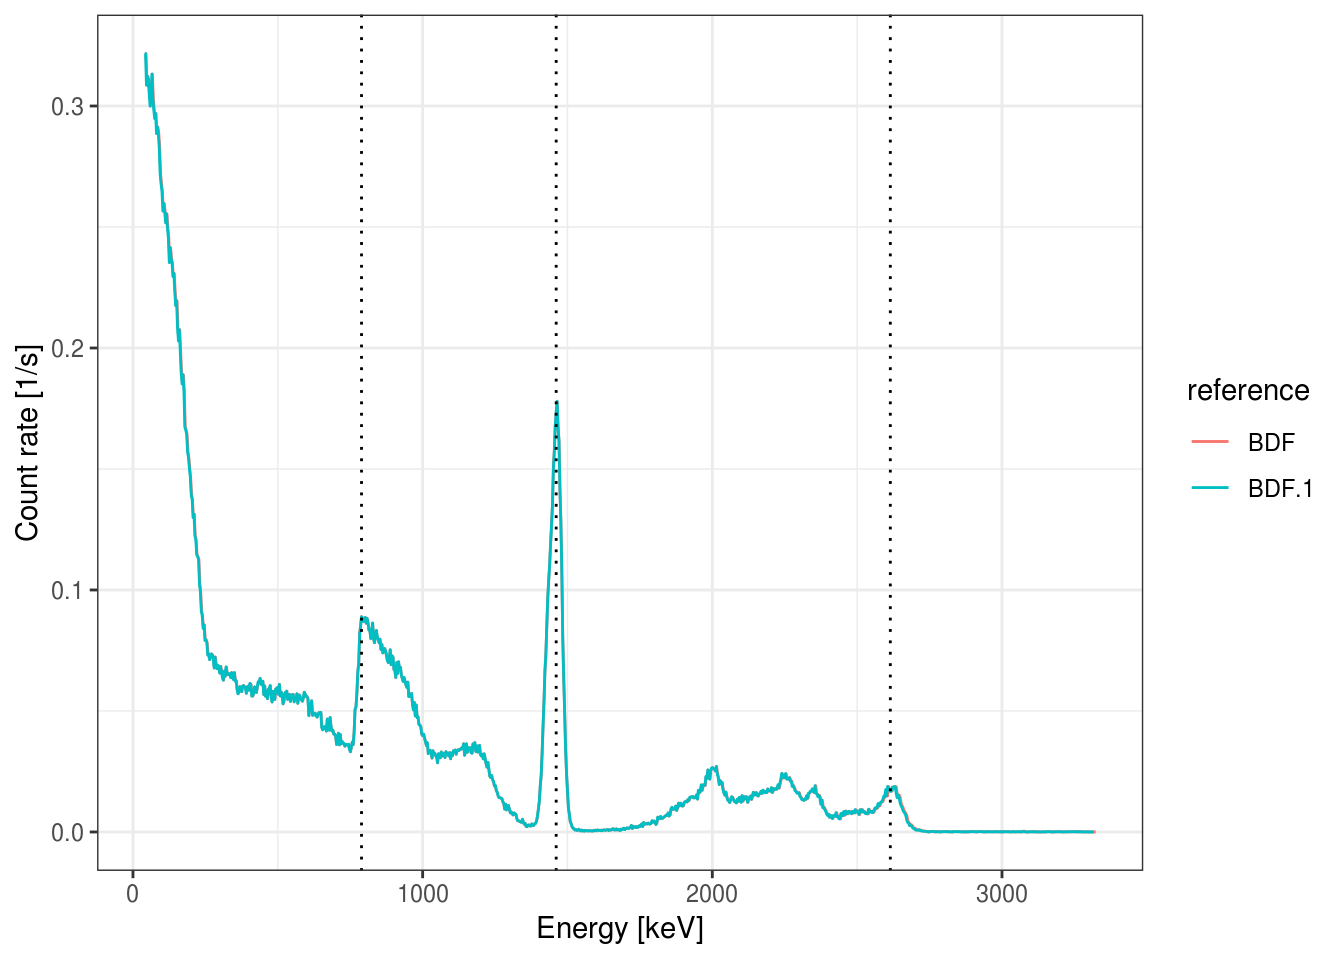 0.3
0.2
0.1
0.0
Count rate [1/s]
0
1000
2000
3000
Energy [keV]
reference
BDF
BDF.1